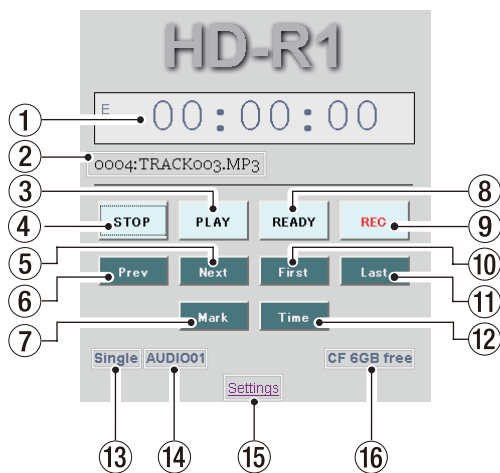 HD-R1
E 00:00:00
① 
② 0004:TRACK003.MP3
③ ⑧
④ STOP PLAY READY REC ⑨
⑤ ⑩
⑥ Prev Next First Last ⑪
⑦ Mark Time ⑫
Single AUDIO01 CF 6GB free
Settings
⑬ ⑭ ⑮ ⑯